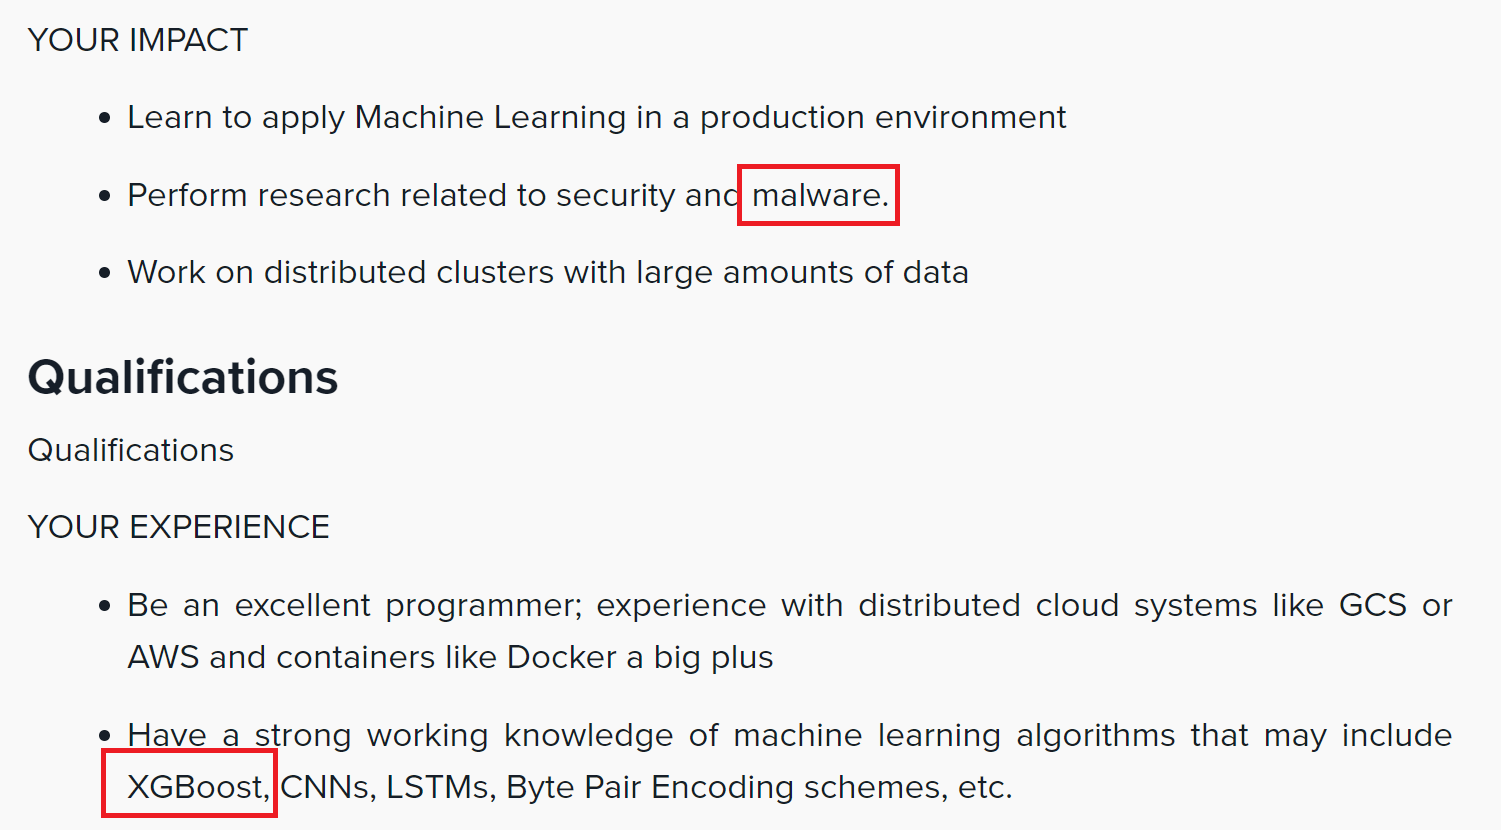 YOUR IMPACT
• Learn to apply Machine Learning in a production environment
• Perform research related to security and malware.
• Work on distributed clusters with large amounts of data
Qualifications
Qualifications
YOUR EXPERIENCE
• Be an excellent programmer; experience with distributed cloud systems like GCS or
AWS and containers like Docker a big plus
• Have a strong working knowledge of machine learning algorithms that may include
XGBoost, CNNs, LSTMs, Byte Pair Encoding schemes, etc.